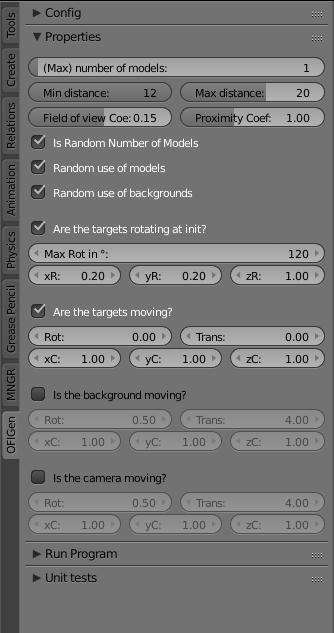 Config
Properties
(Max) number of models: 1
Min distance: 12 Max distance: 20
Field of view Coe: 0.15 Proximity Coef: 1.00
Is Random Number of Models
Random use of models
Random use of backgrounds
Are the targets rotating at init?
Max Rot in °: 120
xR: 0.20 yR: 0.20 zR: 1.00
Are the targets moving?
Rot: 0.00 Trans: 0.00
xC: 1.00 yC: 1.00 zC: 1.00
Is the background moving?
Rot: 0.50 Trans: 4.00
xC: 1.00 yC: 1.00 zC: 1.00
Is the camera moving?
Rot: 0.50 Trans: 4.00
xC: 1.00 yC: 1.00 zC: 1.00
Run Program
Unit tests
Tools
Create
Relations
Animation
Physics
Grease Pencil
MNGR
OFIGen